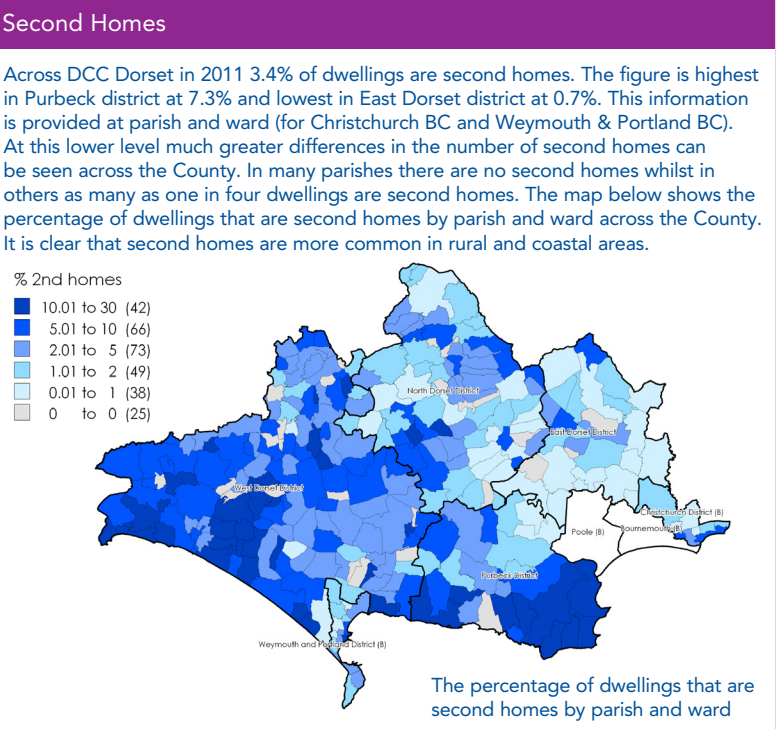 Second Homes
Across DCC Dorset in 2011 3.4% of dwellings are second homes. The figure is highest
in Purbeck district at 7.3% and lowest in East Dorset district at 0.7%. This information
is provided at parish and ward (for Christchurch BC and Weymouth & Portland BC).
At this lower level much greater differences in the number of second homes can
be seen across the County. In many parishes there are no second homes whilst in
others as many as one in four dwellings are second homes. The map below shows the
percentage of dwellings that are second homes by parish and ward across the County.
It is clear that second homes are more common in rural and coastal areas.
% 2nd homes
10.01 to 30 (42)
5.01 to 10 (66)
2.01 to 5 (73)
1.01 to 2 (49)
0.01 to 1 (38)
0 to 0 (25)
North Dorset District
East Dorset District
West Dorset District
Christchurch District (B)
Bournemouth (B)
Poole (B)
Purbeck District
Weymouth and Portland District (B)
The percentage of dwellings that are
second homes by parish and ward